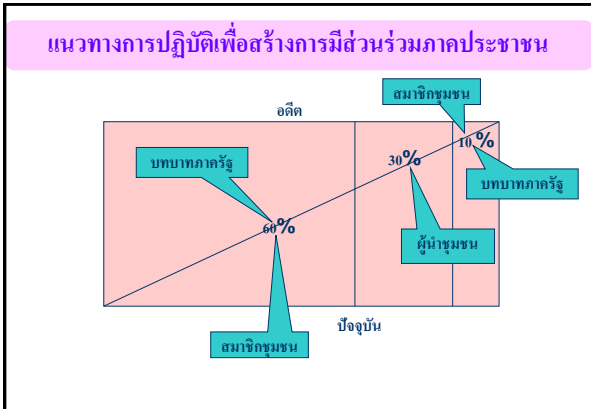 แนวทางการปฏิบัติเพื่อสร้างการมีส่วนร่วมภาคประชาชน
สมาชิกชุมชน
อดีต
10%
30%
บทบาทภาครัฐ
บทบาทภาครัฐ
60%
ผู้นำชุมชน
ปัจจุบัน
สมาชิกชุมชน